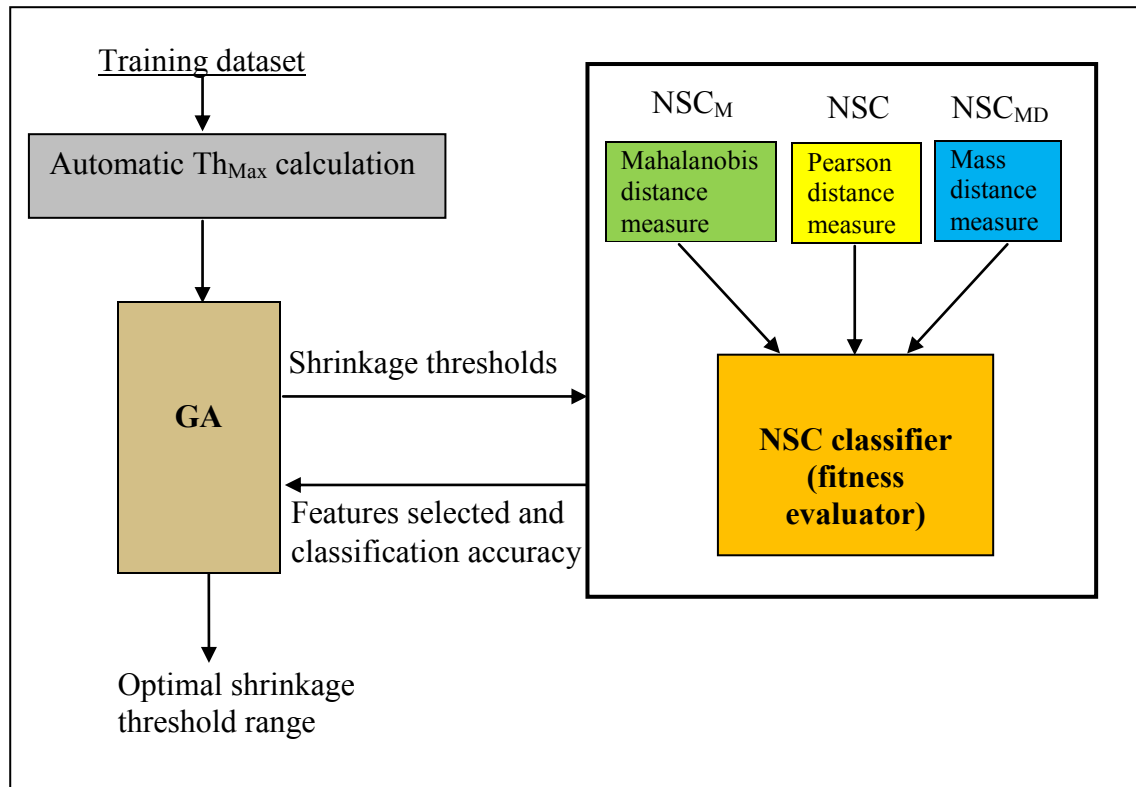 Training dataset
Automatic ThMax calculation
GA
Shrinkage thresholds
Features selected and
classification accuracy
Optimal shrinkage
threshold range
NSCM
NSC
NSCMD
Mahalanobis
distance
measure
Pearson
distance
measure
Mass
distance
measure
NSC classifier
(fitness
evaluator)